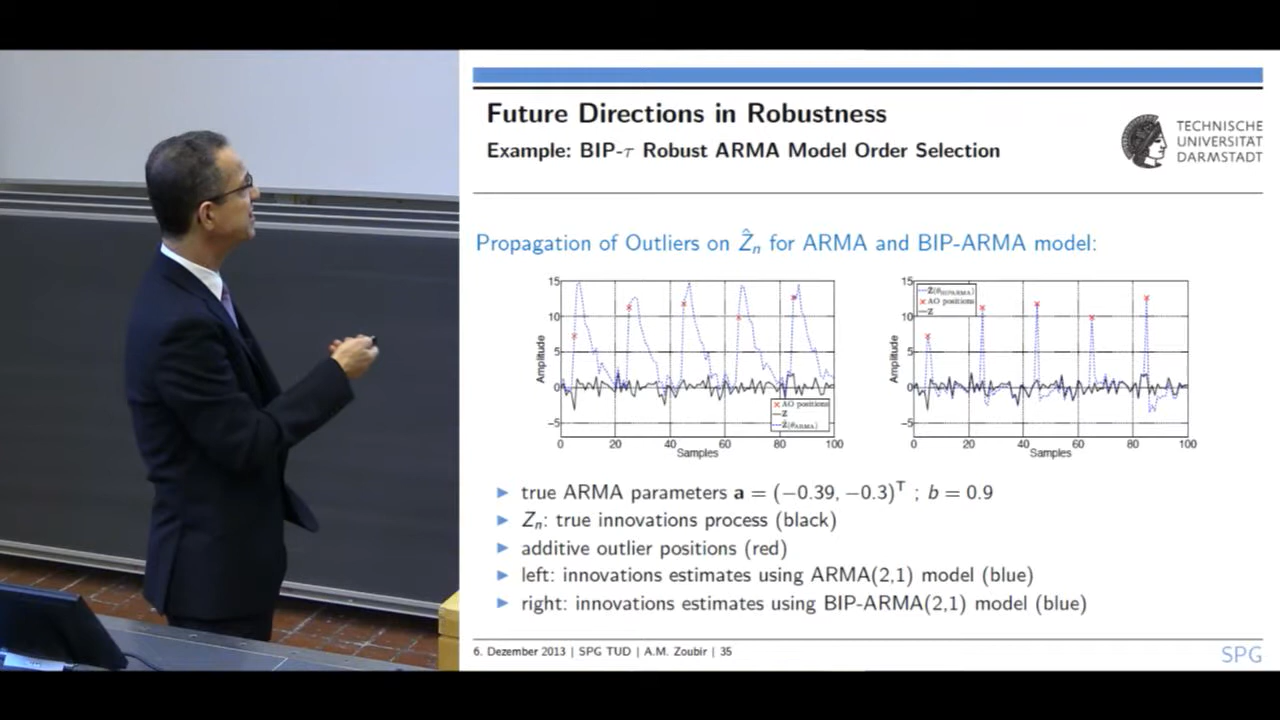 Future Directions in Robustness
Example: BIP-τ Robust ARMA Model Order Selection
TECHNISCHE
UNIVERSITÄT
DARMSTADT
Propagation of Outliers on Ẑₙ for ARMA and BIP-ARMA model:
15
10
5
0
−5
Amplitude
0 20 40 60 80 100
Samples
AO positions
Z
Ẑ(θ̂ARMA)
15
10
5
0
−5
Amplitude
0 20 40 60 80 100
Samples
AO positions
Z
▶ true ARMA parameters a = (−0.39, −0.3)ᵀ ; b = 0.9
▶ Zₙ: true innovations process (black)
▶ additive outlier positions (red)
▶ left: innovations estimates using ARMA(2,1) model (blue)
▶ right: innovations estimates using BIP-ARMA(2,1) model (blue)
6. Dezember 2013 | SPG TUD | A.M. Zoubir | 35
SPG